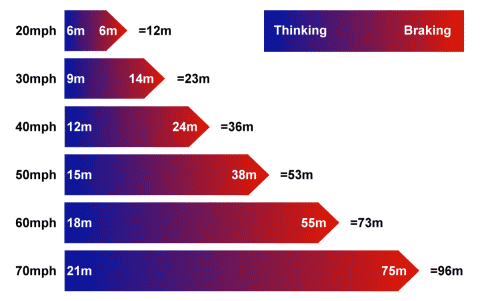 20mph 6m 6m =12m Thinking Braking
30mph 9m 14m =23m
40mph 12m 24m =36m
50mph 15m 38m =53m
60mph 18m 55m =73m
70mph 21m 75m =96m